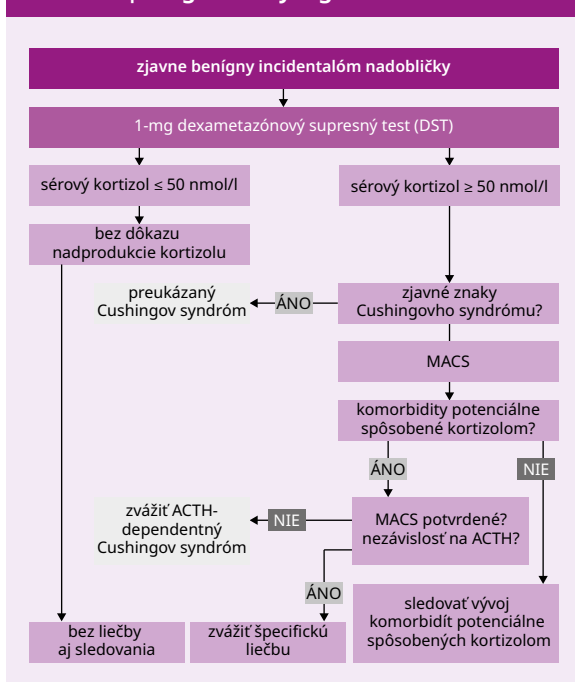 zjavne benígny incidentalóm nadobličky
1-mg dexametazónový supresný test (DST)
sérový kortizol ≤ 50 nmol/l
sérový kortizol ≥ 50 nmol/l
bez dôkazu
nadprodukcie kortizolu
preukázaný
Cushingov syndróm
ÁNO
zjavné znaky
Cushingovho syndrómu?
MACS
komorbidity potenciálne
spôsobené kortizolom?
ÁNO
NIE
zvážiť ACTH-
dependentný
Cushingov syndróm
NIE
MACS potvrdené?
nezávislosť na ACTH?
ÁNO
bez liečby
aj sledovania
zvážiť špecifickú
liečbu
sledovať vývoj
komorbidít potenciálne
spôsobených kortizolom